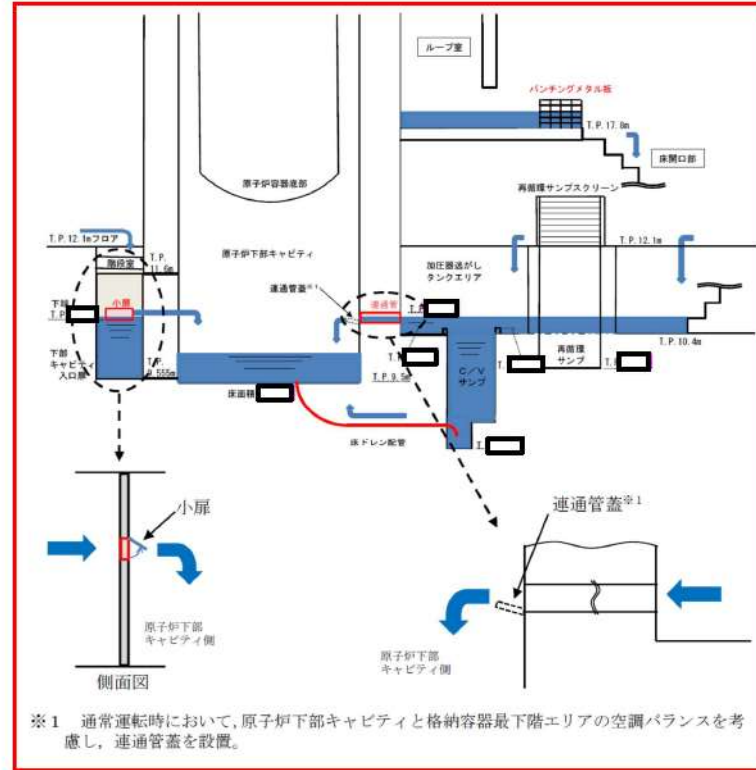 ループ室
パンチングメタル板
T.P.17.8m
床開口部
原子炉容器底部
再循環サンプスクリーン
T.P.12.1mフロア
T.P.12.1m
階段室
T.P.
11.6m
原子炉下部キャビティ
加圧器逃がし
タンクエリア
連通管蓋※1
連通管
小扉
下部
T.P.
T.P.10.4m
下部
キャビティ
入口扉
T.P.
9.555m
T.P.9.5m
C/V
サンプ
再循環
サンプ
床面積
床ドレン配管
小扉
連通管蓋※1
原子炉下部
キャビティ側
原子炉下部
キャビティ側
側面図
※1 通常運転時において,原子炉下部キャビティと格納容器最下階エリアの空調バランスを考
慮し,連通管蓋を設置。